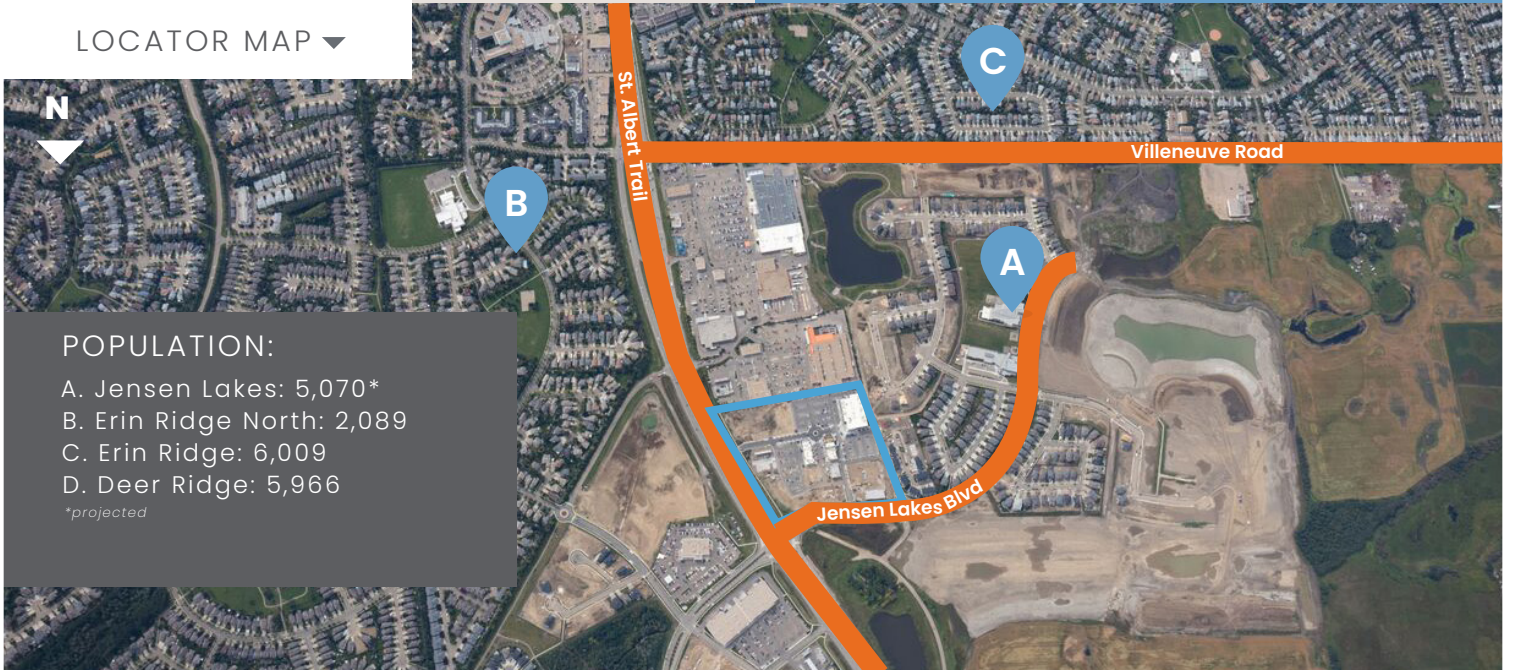 LOCATOR MAP
N
C
St. Albert Trail
Villeneuve Road
B
A
POPULATION:
A. Jensen Lakes: 5,070*
B. Erin Ridge North: 2,089
C. Erin Ridge: 6,009
D. Deer Ridge: 5,966
*projected
Jensen Lakes Blvd